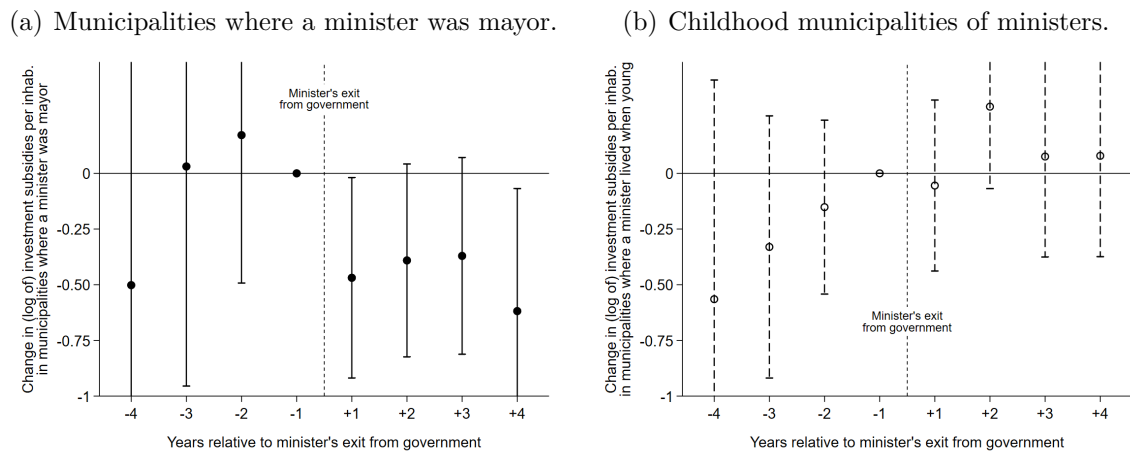 (a) Municipalities where a minister was mayor.
Change in (log of) investment subsidies per inhab.
in municipalities where a minister was mayor
Minister's exit
from government
0
-0.25
-0.50
-0.75
-1
-4 -3 -2 -1 +1 +2 +3 +4
Years relative to minister's exit from government
(b) Childhood municipalities of ministers.
Change in (log of) investment subsidies per inhab.
in municipalities where a minister lived when young
0
-0.25
-0.50
-0.75
-1
Minister's exit
from government
-4 -3 -2 -1 +1 +2 +3 +4
Years relative to minister's exit from government